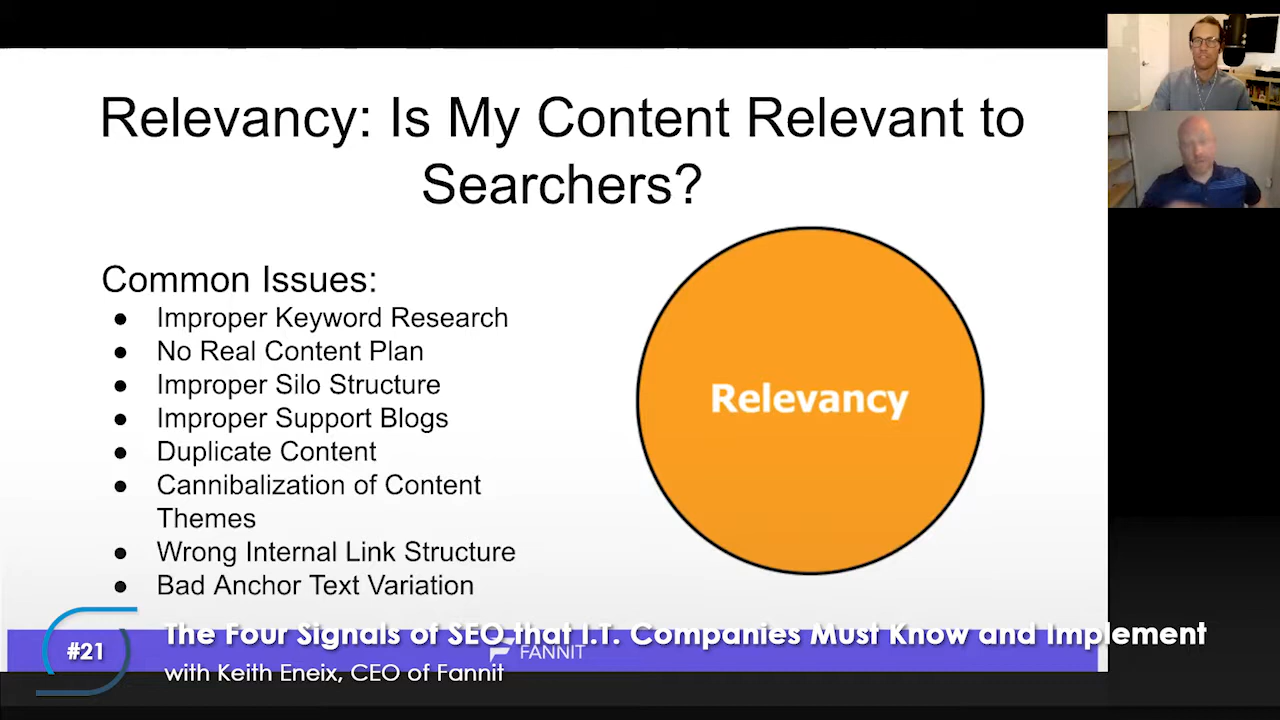 Relevancy: Is My Content Relevant to
Searchers?
Common Issues:
● Improper Keyword Research
● No Real Content Plan
● Improper Silo Structure
● Improper Support Blogs
● Duplicate Content
● Cannibalization of Content
Themes
● Wrong Internal Link Structure
● Bad Anchor Text Variation
Relevancy
#21
The Four Signals of SEO that I.T. Companies Must Know and Implement
FANNIT
with Keith Eneix, CEO of Fannit